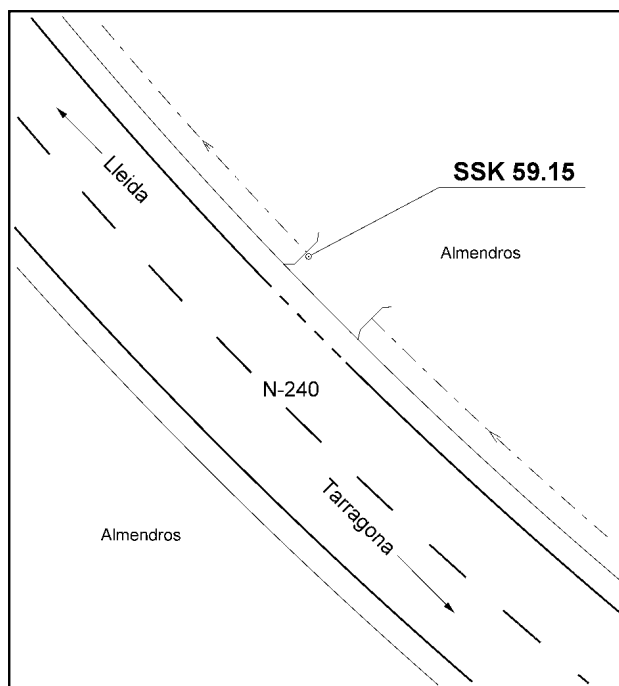 Lleida
SSK 59.15
Almendros
N-240
Tarragona
Almendros